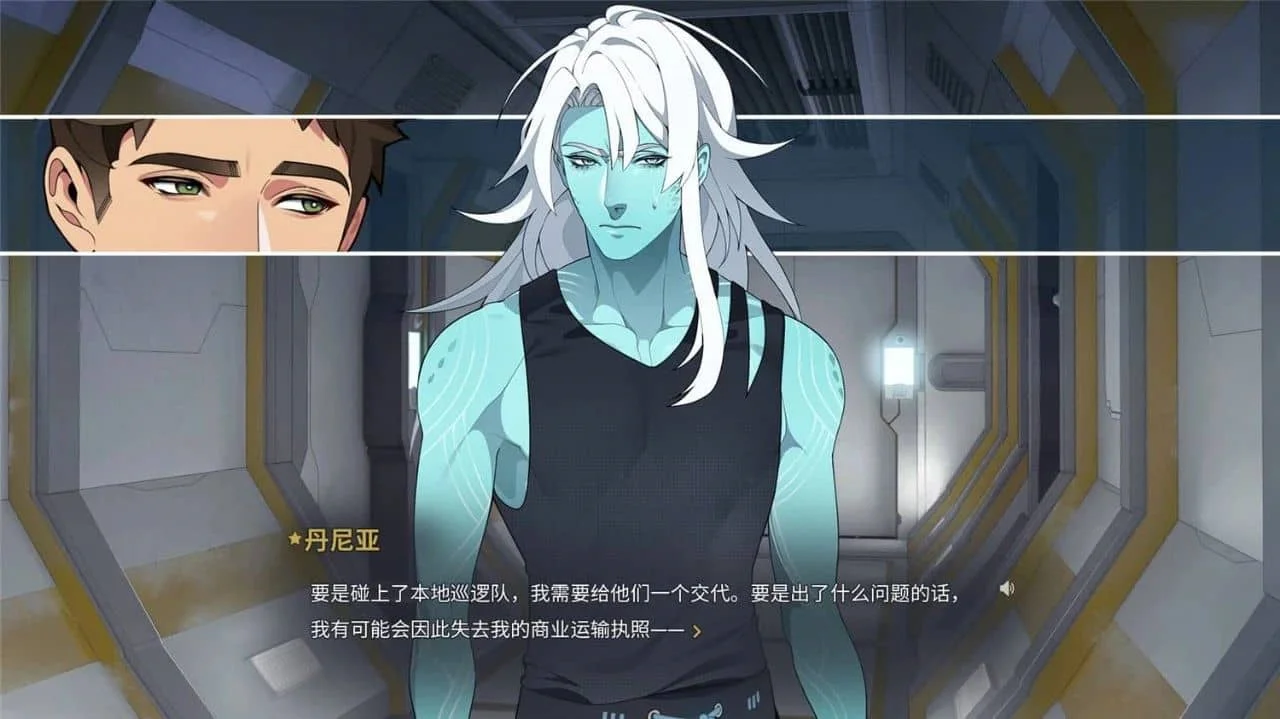 丹尼亚
要是碰上了本地巡逻队，我需要给他们一个交代。要是出了什么问题的话，
我有可能会因此失去我的商业运输执照——